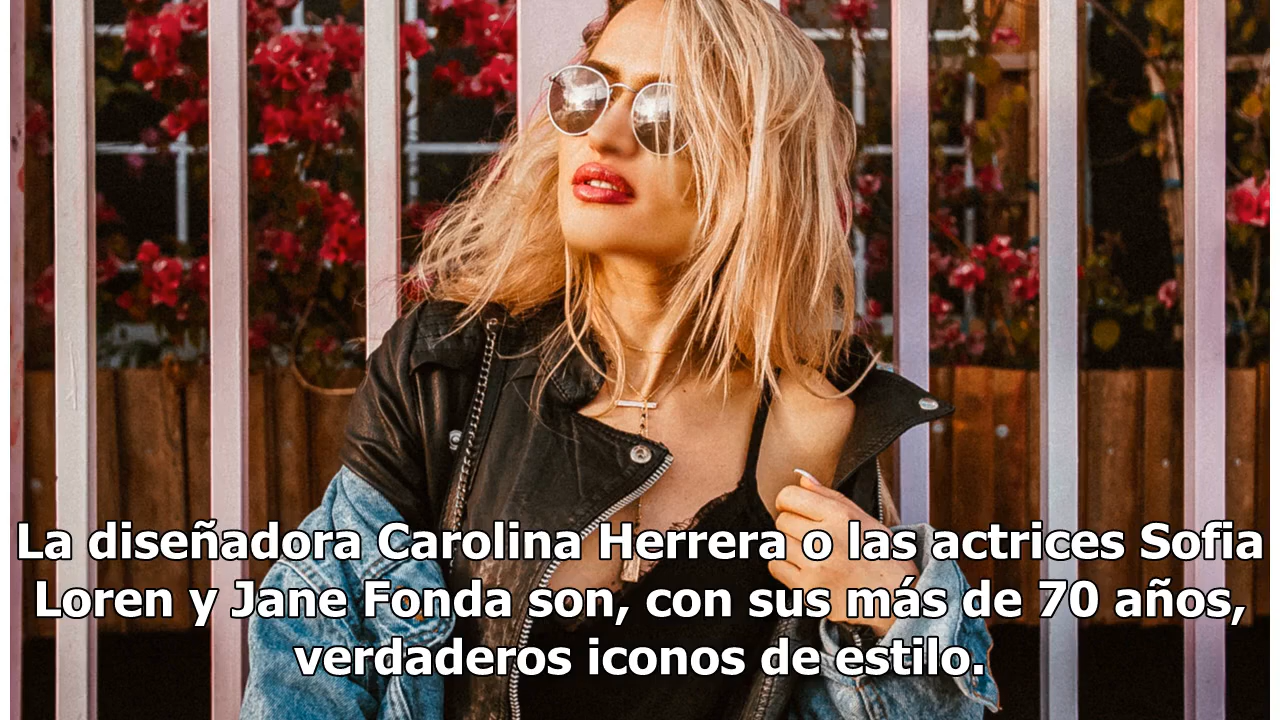 La diseñadora Carolina Herrera o las actrices Sofia
Loren y Jane Fonda son, con sus más de 70 años,
verdaderos iconos de estilo.